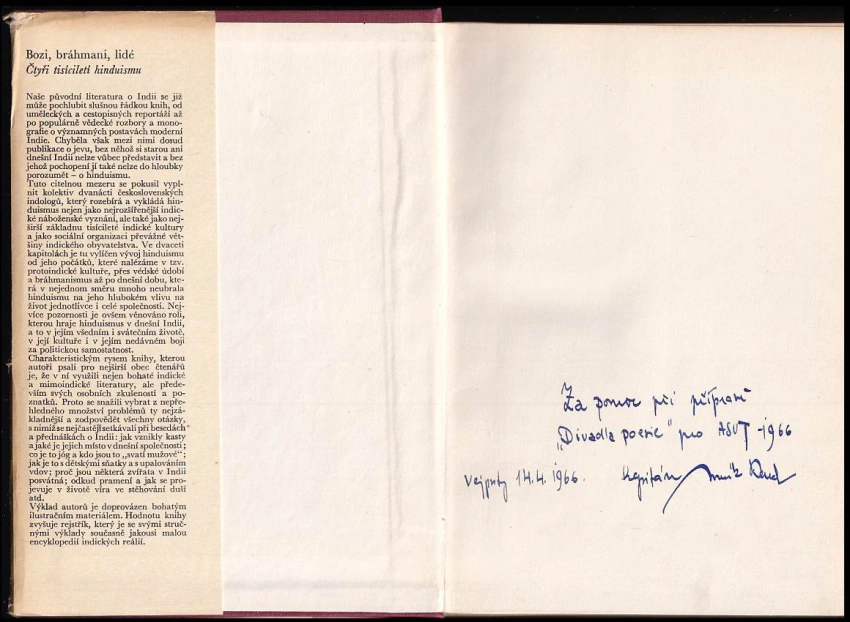 Bozi, bráhmani, lidé
Čtyři tisíciletí hinduismu
Naše původní literatura o Indii se již
může pochlubit slušnou řádkou knih, od
uměleckých a cestopisných reportáží až
po populárně vědecké rozbory a mono-
grafie o významných postavách moderní
Indie. Chyběla však mezi nimi dosud
publikace o jevu, bez něhož si starou ani
dnešní Indii nelze vůbec představit a bez
jehož pochopení jí také nelze do hloubky
porozumět – o hinduismu.
Tuto citelnou mezeru se pokusil vypl-
nit kolektiv dvanácti československých
indologů, který rozebírá a vykládá hin-
duismus nejen jako nejrozšířenější indic-
ké náboženské vyznání, ale také jako nej-
širší základnu tisícileté indické kultury
a jako sociální organizaci převážné vět-
šiny indického obyvatelstva. Ve dvaceti
kapitolách je tu vylíčen vývoj hinduismu
od jeho počátků, které nalézáme v tzv.
protoindické kultuře, přes védské údobí
a bráhmanismus až po dnešní dobu, kte-
rá v nejednom směru mnoho neubrala
hinduismu na jeho hlubokém vlivu na
život jednotlivce i celé společnosti. Nej-
více pozornosti je ovšem věnováno roli,
kterou hraje hinduismus v dnešní Indii,
a to v jejím všedním i svátečním životě,
v její kultuře i v jejím nedávném boji
za politickou samostatnost.
Charakteristickým rysem knihy, kterou
autoři psali pro nejširší obec čtenářů
je, že v ní využili nejen bohaté indické
a mimoindické literatury, ale přede-
vším svých osobních zkušeností a po-
znatků. Proto se snažili vybrat z nepře-
hledného množství problémů ty nejzá-
kladnější a zodpovědět všechny otázky,
s nimiž se nejčastěji setkávali při besedách
a přednáškách o Indii: jak vznikly kasty
a jaké je jejich místo v dnešní společnosti;
co je to jóg a kdo jsou to „svatí mužové“;
jak je to s dětskými sňatky a s upalováním
vdov; proč jsou některá zvířata v Indii
posvátná; odkud pramení a jak se pro-
jevuje v životě víra ve stěhování duší
atd.
Výklad autorů je doprovázen bohatým
ilustračním materiálem. Hodnotu knihy
zvyšuje rejstřík, který je se svými struč-
nými výklady současně jakousi malou
encyklopedií indických reálií.
Za pomoc při přípravě
„Divadla poesie“ pro ASUT -1966
Vejprty 14.4. 1966. kapitán